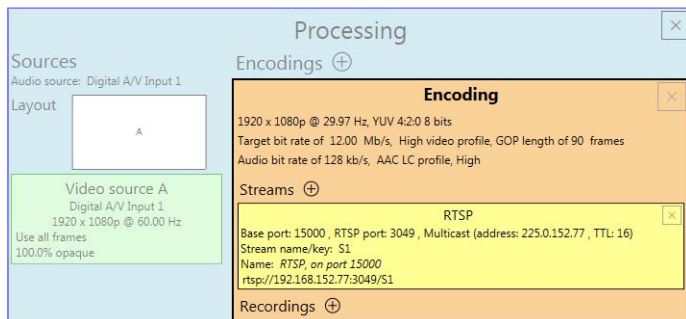 Processing
Sources
Audio source: Digital A/V Input 1
Layout
A
Video source A
Digital A/V Input 1
1920 x 1080p @ 60.00 Hz
Use all frames
100.0% opaque
Encodings
Encoding
1920 x 1080p @ 29.97 Hz, YUV 4:2:0 8 bits
Target bit rate of 12.00 Mb/s, High video profile, GOP length of 90 frames
Audio bit rate of 128 kb/s, AAC LC profile, High
Streams
RTSP
Base port: 15000 , RTSP port: 3049 , Multicast (address: 225.0.152.77 , TTL: 16)
Stream name/key: S1
Name: RTSP, on port 15000
rtsp://192.168.152.77:3049/S1
Recordings